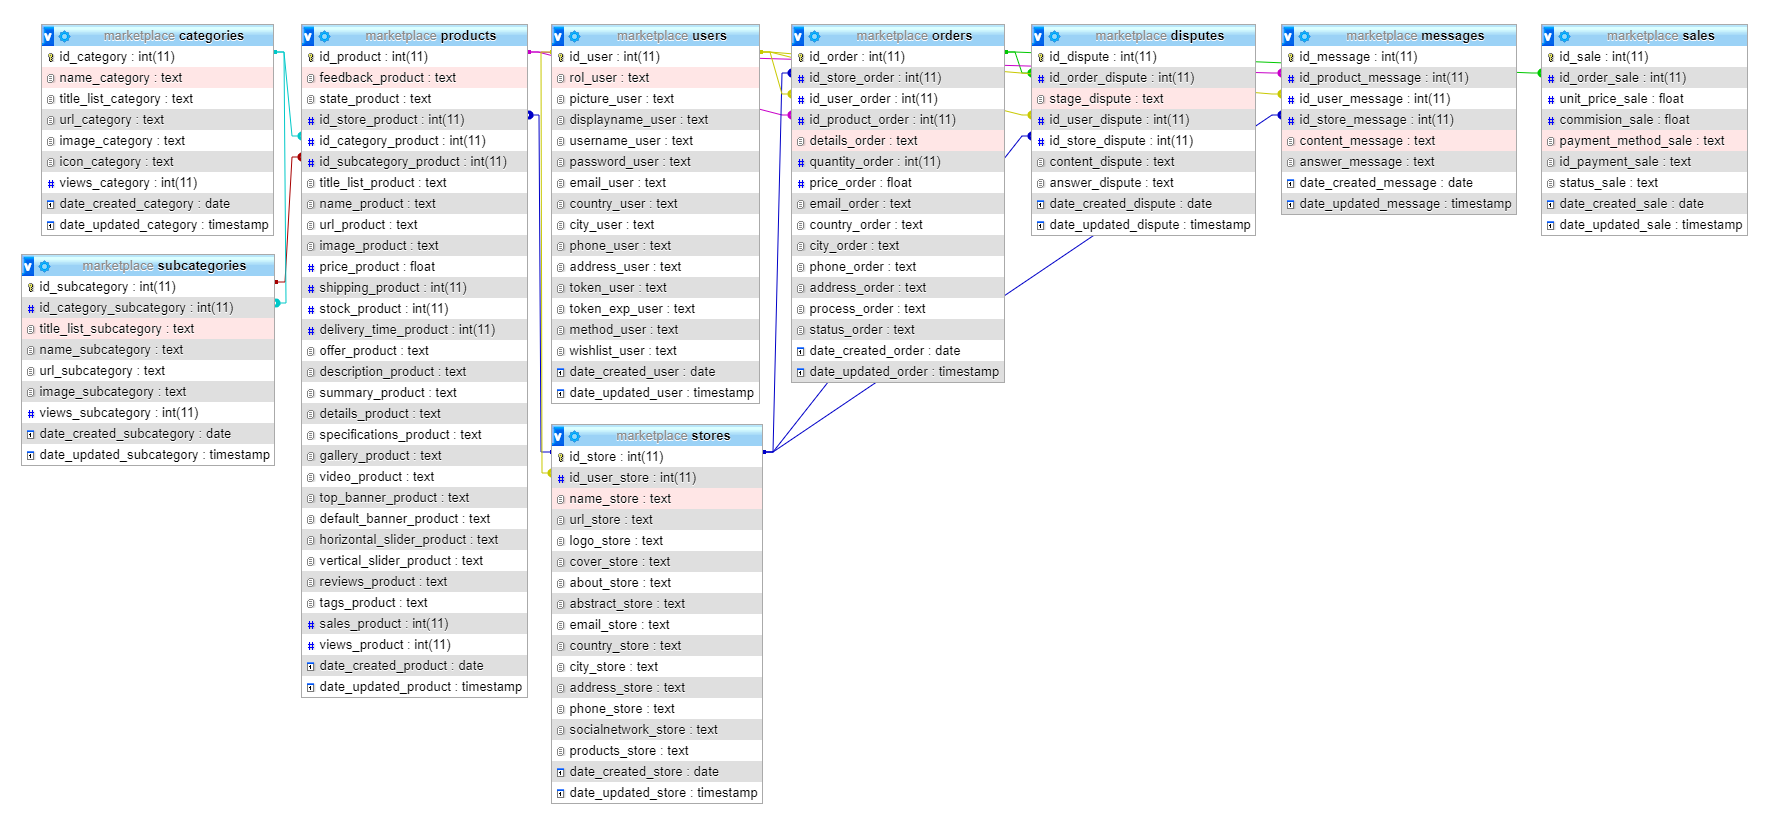 marketplace categories
id_category : int(11)
name_category : text
title_list_category : text
url_category : text
image_category : text
icon_category : text
views_category : int(11)
date_created_category : date
date_updated_category : timestamp
marketplace subcategories
id_subcategory : int(11)
id_category_subcategory : int(11)
title_list_subcategory : text
name_subcategory : text
url_subcategory : text
image_subcategory : text
views_subcategory : int(11)
date_created_subcategory : date
date_updated_subcategory : timestamp
marketplace products
id_product : int(11)
feedback_product : text
state_product : text
id_store_product : int(11)
id_category_product : int(11)
id_subcategory_product : int(11)
title_list_product : text
name_product : text
url_product : text
image_product : text
price_product : float
shipping_product : int(11)
stock_product : int(11)
delivery_time_product : int(11)
offer_product : text
description_product : text
summary_product : text
details_product : text
specifications_product : text
gallery_product : text
video_product : text
top_banner_product : text
default_banner_product : text
horizontal_slider_product : text
vertical_slider_product : text
reviews_product : text
tags_product : text
sales_product : int(11)
views_product : int(11)
date_created_product : date
date_updated_product : timestamp
marketplace users
id_user : int(11)
rol_user : text
picture_user : text
displayname_user : text
username_user : text
password_user : text
email_user : text
country_user : text
city_user : text
phone_user : text
address_user : text
token_user : text
token_exp_user : text
method_user : text
wishlist_user : text
date_created_user : date
date_updated_user : timestamp
marketplace stores
id_store : int(11)
id_user_store : int(11)
name_store : text
url_store : text
logo_store : text
cover_store : text
about_store : text
abstract_store : text
email_store : text
country_store : text
city_store : text
address_store : text
phone_store : text
socialnetwork_store : text
products_store : text
date_created_store : date
date_updated_store : timestamp
marketplace orders
id_order : int(11)
id_store_order : int(11)
id_user_order : int(11)
id_product_order : int(11)
details_order : text
quantity_order : int(11)
price_order : float
email_order : text
country_order : text
city_order : text
phone_order : text
address_order : text
process_order : text
status_order : text
date_created_order : date
date_updated_order : timestamp
marketplace disputes
id_dispute : int(11)
id_order_dispute : int(11)
stage_dispute : text
id_user_dispute : int(11)
id_store_dispute : int(11)
content_dispute : text
answer_dispute : text
date_created_dispute : date
date_updated_dispute : timestamp
marketplace messages
id_message : int(11)
id_product_message : int(11)
id_user_message : int(11)
id_store_message : int(11)
content_message : text
answer_message : text
date_created_message : date
date_updated_message : timestamp
marketplace sales
id_sale : int(11)
id_order_sale : int(11)
unit_price_sale : float
commision_sale : float
payment_method_sale : text
id_payment_sale : text
status_sale : text
date_created_sale : date
date_updated_sale : timestamp